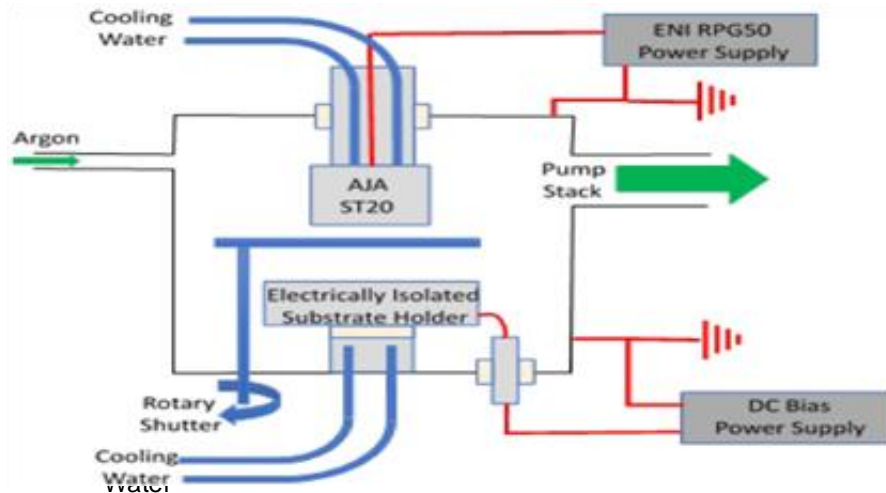 Cooling
Water
ENI RPG50
Power Supply
Argon
AJA
ST20
Pump
Stack
Electrically Isolated
Substrate Holder
Rotary
Shutter
DC Bias
Power Supply
Cooling
Water